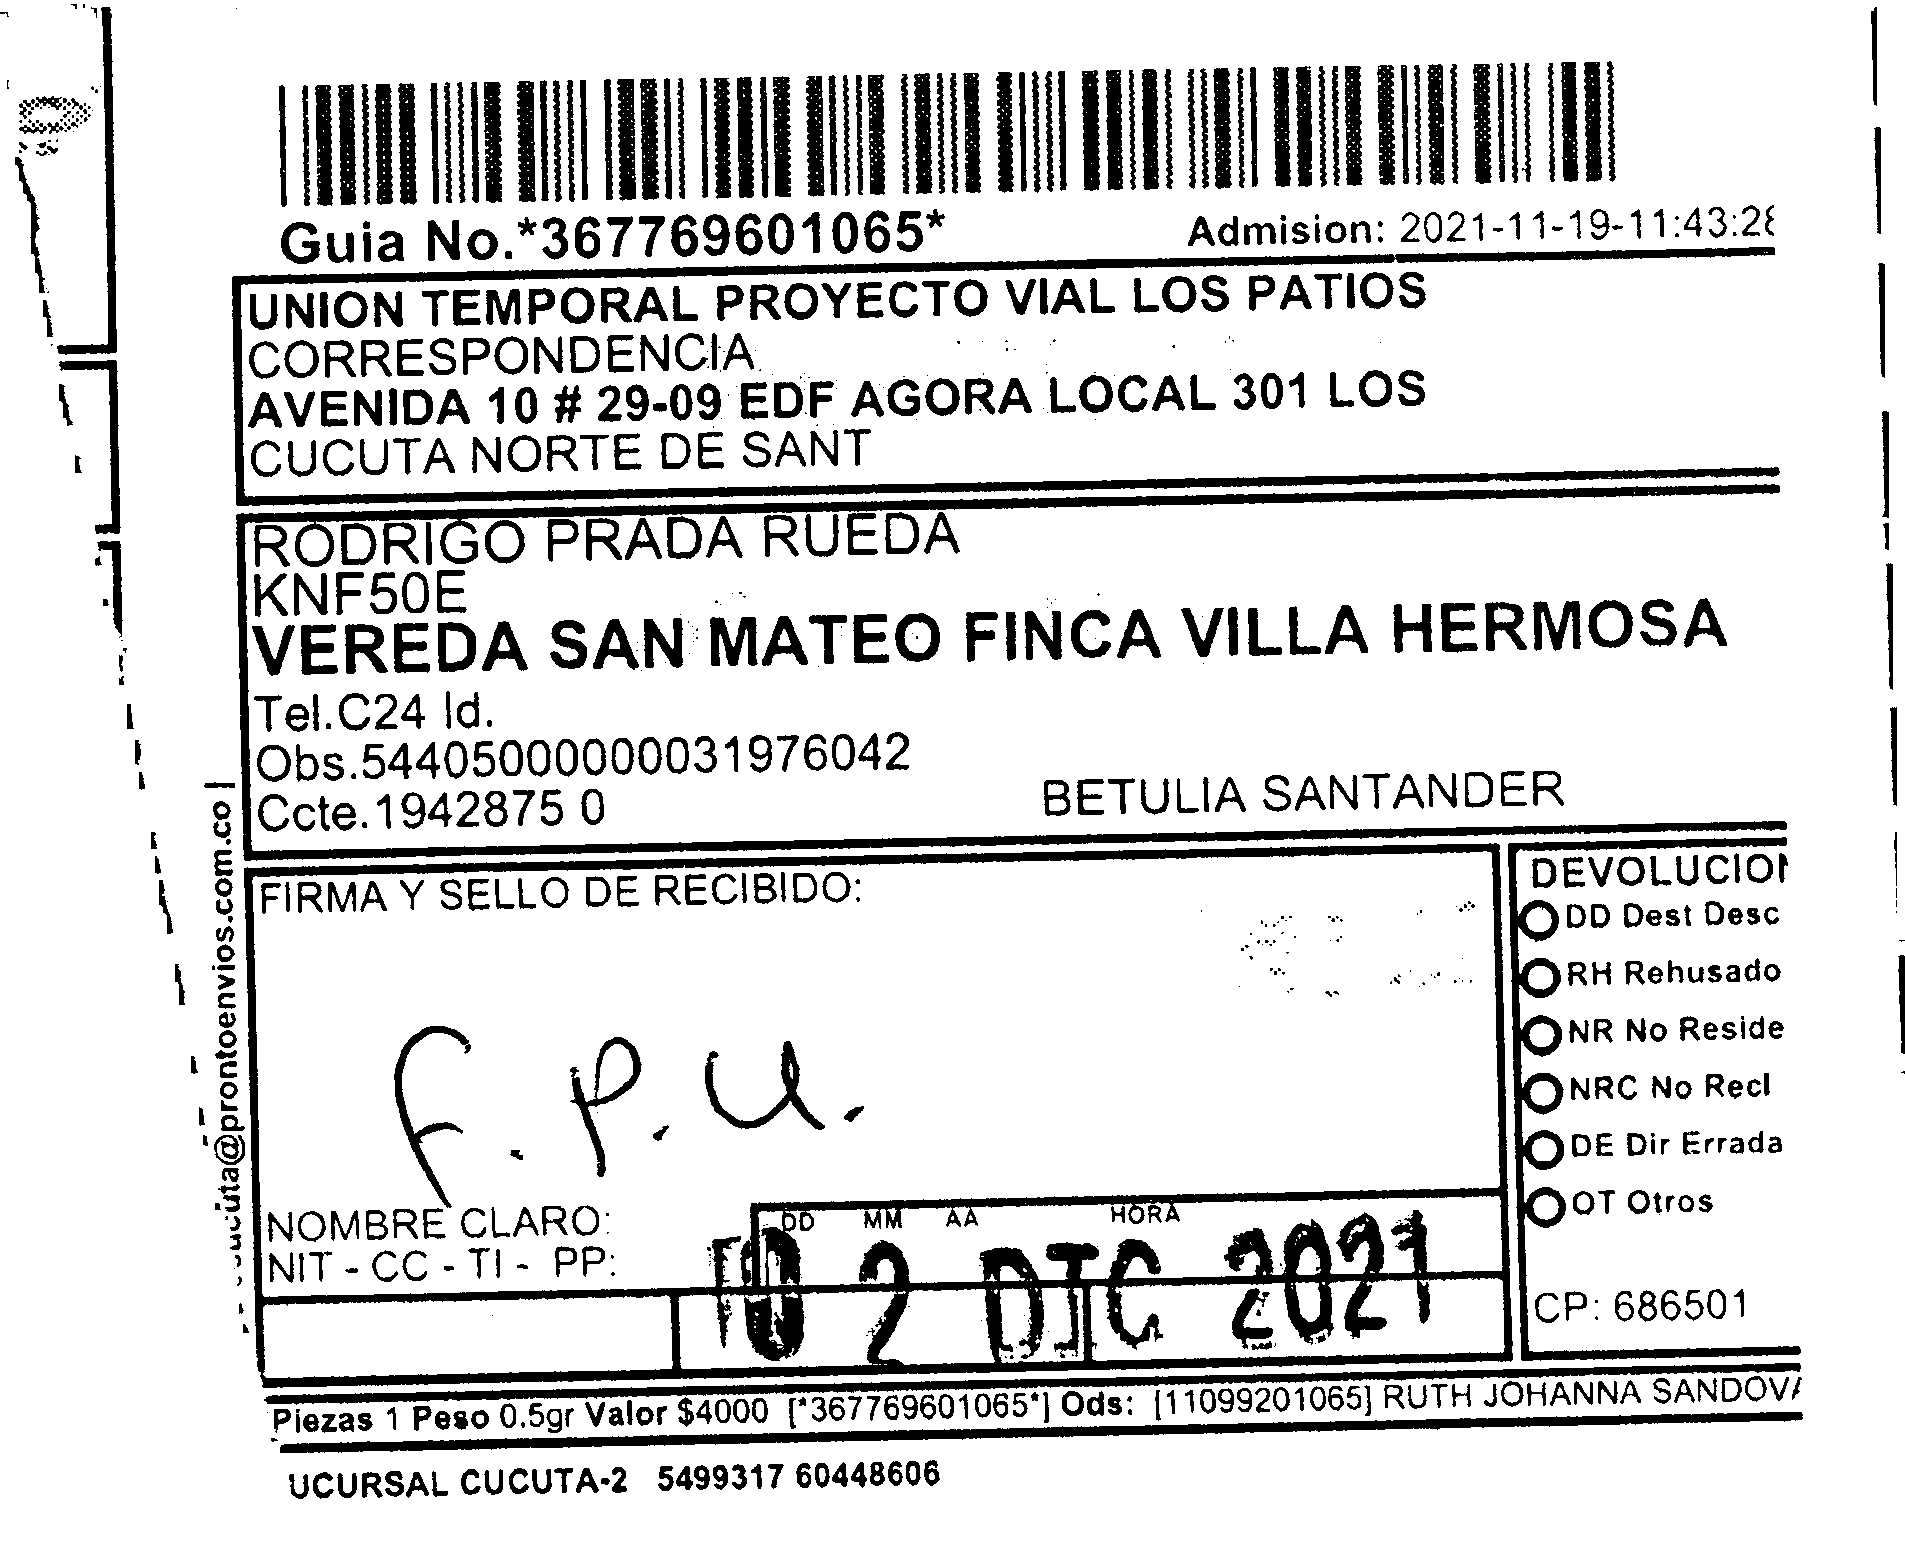 Guia No.*367769601065*
Admision: 2021-11-19-11:43:28
UNION TEMPORAL PROYECTO VIAL LOS PATIOS
CORRESPONDENCIA
AVENIDA 10 # 29-09 EDF AGORA LOCAL 301 LOS
CUCUTA NORTE DE SANT
RODRIGO PRADA RUEDA
KNF50E
VEREDA SAN MATEO FINCA VILLA HERMOSA
Tel.C24 Id.
Obs.544050000000031976042
Ccte.1942875 0
BETULIA SANTANDER
FIRMA Y SELLO DE RECIBIDO:
F.P.U.
NOMBRE CLARO:
NIT - CC - TI - PP:
DD MM AA HORA
02 DIC 2021
DEVOLUCION
DD Dest Desc
RH Rehusado
NR No Reside
NRC No Recl
DE Dir Errada
OT Otros
CP: 686501
Piezas 1 Peso 0.5gr Valor $4000 [*367769601065*] Ods: [11099201065] RUTH JOHANNA SANDOVA
UCURSAL CUCUTA-2 5499317 60448606
cucuta@prontoenvios.com.co |